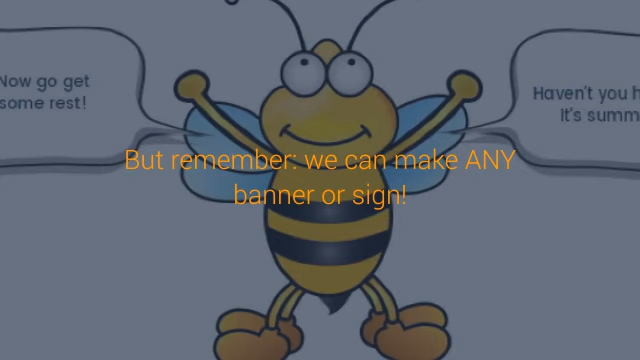 Now go get
some rest!
Haven't you h
It's summ
But remember: we can make ANY
banner or sign!